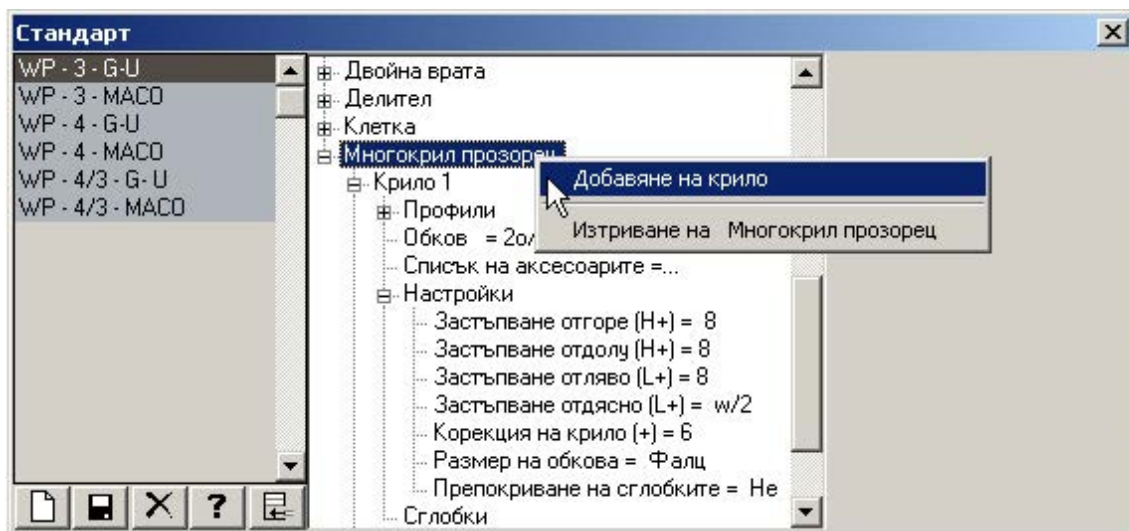 Стандарт
WP - 3 - G-U
WP - 3 - MACO
WP - 4 - G-U
WP - 4 - MACO
WP - 4/3 - G- U
WP - 4/3 - MACO
Двойна врата
Делител
Клетка
Многокрил прозорец
Крило 1
Профили
Обков = 2о/
Списък на аксесоарите =...
Настройки
Застъпване отгоре (H+) = 8
Застъпване отдолу (H+) = 8
Застъпване отляво (L+) = 8
Застъпване отдясно (L+) = w/2
Корекция на крило (+) = 6
Размер на обкова = Фалц
Препокриване на сглобките = Не
Сглобки
Добавяне на крило
Изтриване на Многокрил прозорец
?